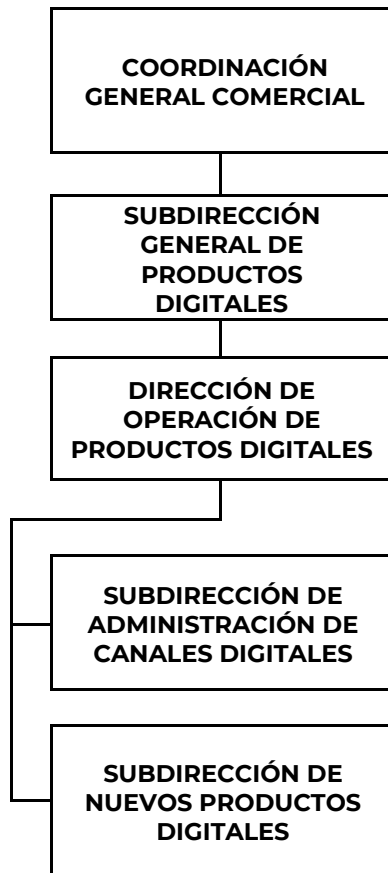 COORDINACIÓN
GENERAL COMERCIAL
SUBDIRECCIÓN
GENERAL DE
PRODUCTOS
DIGITALES
DIRECCIÓN DE
OPERACIÓN DE
PRODUCTOS DIGITALES
SUBDIRECCIÓN DE
ADMINISTRACIÓN DE
CANALES DIGITALES
SUBDIRECCIÓN DE
NUEVOS PRODUCTOS
DIGITALES